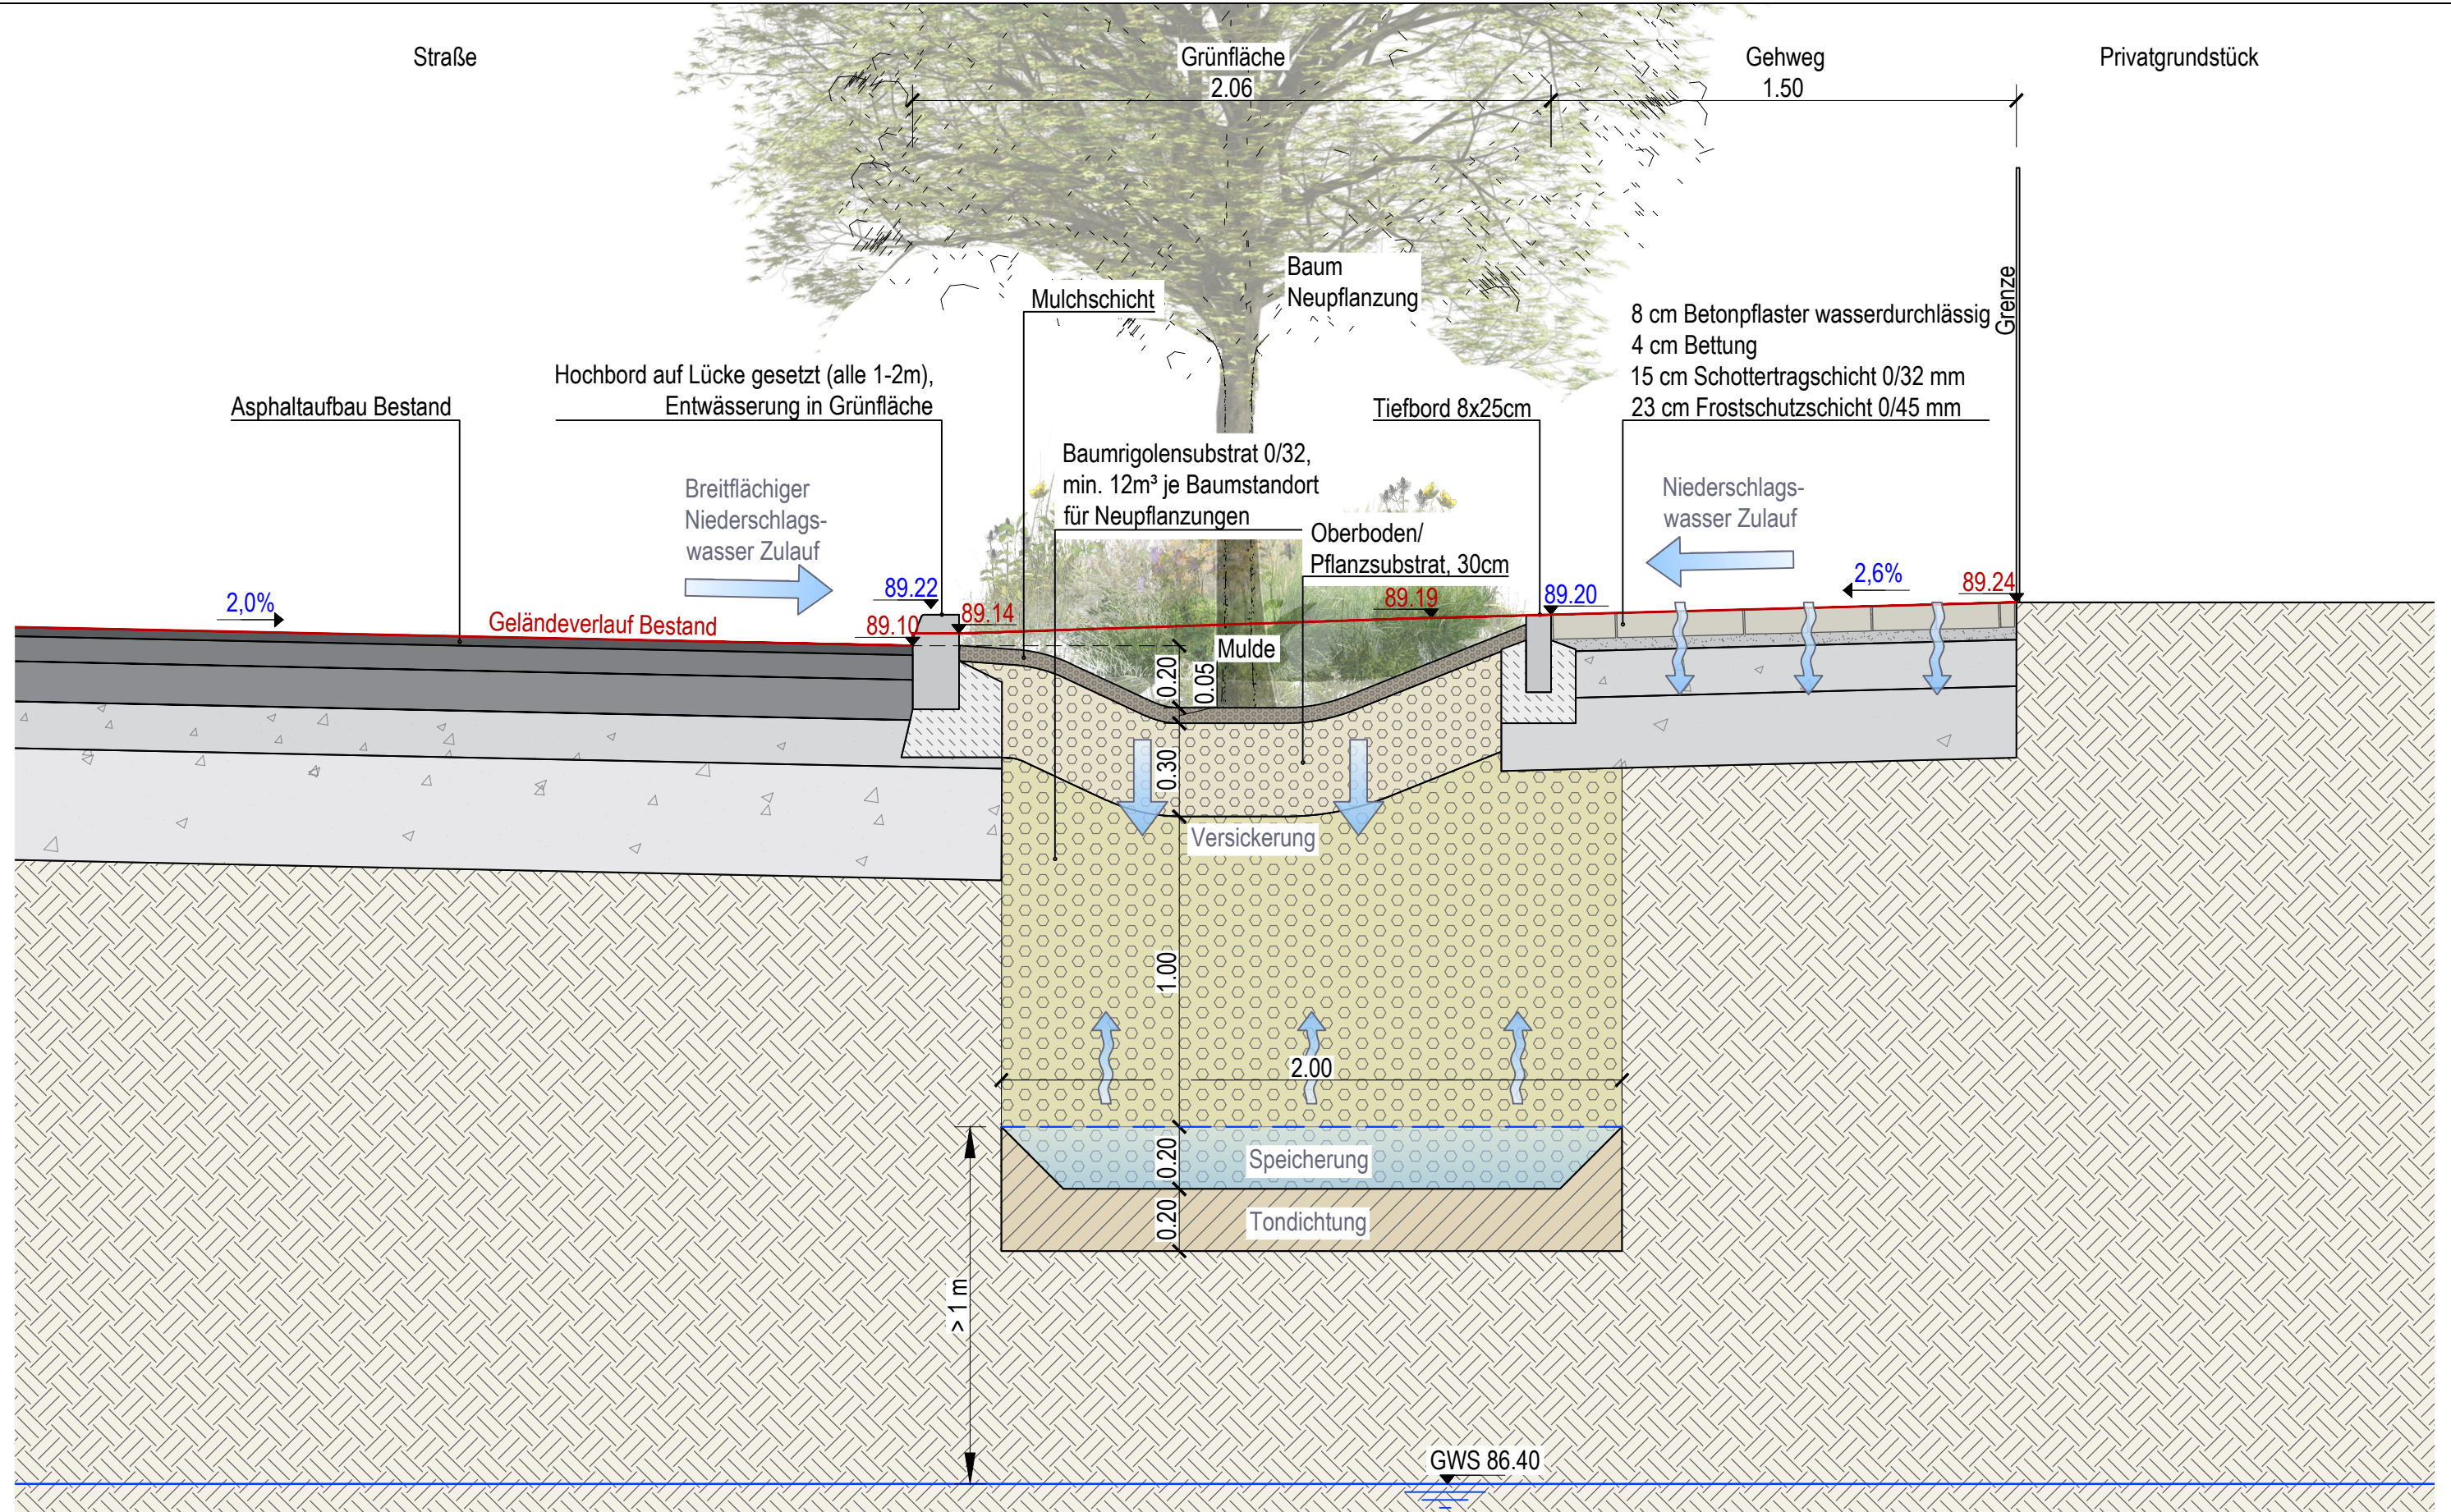 Straße
Grünfläche
2.06
Gehweg
1.50
Privatgrundstück
Baum
Neupflanzung
Mulchschicht
Grenze
8 cm Betonpflaster wasserdurchlässig
4 cm Bettung
15 cm Schottertragschicht 0/32 mm
23 cm Frostschutzschicht 0/45 mm
Hochbord auf Lücke gesetzt (alle 1-2m),
Entwässerung in Grünfläche
Asphaltaufbau Bestand
Tiefbord 8x25cm
Baumrigolensubstrat 0/32,
min. 12m³ je Baumstandort
für Neupflanzungen
Breitflächiger
Niederschlags-
wasser Zulauf
Niederschlags-
wasser Zulauf
Oberboden/
Pflanzsubstrat, 30cm
2,0%
Geländeverlauf Bestand
89.22
89.10
89.14
89.19
89.20
2,6%
89.24
Mulde
0.20
0.05
0.30
Versickerung
1.00
2.00
0.20
Speicherung
0.20
Tondichtung
> 1 m
GWS 86.40